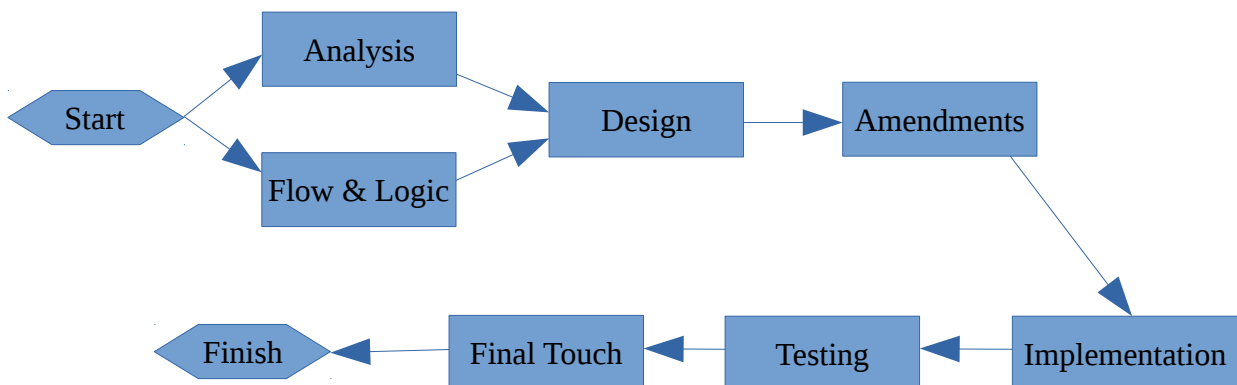 Start
Analysis
Flow & Logic
Design
Amendments
Implementation
Testing
Final Touch
Finish